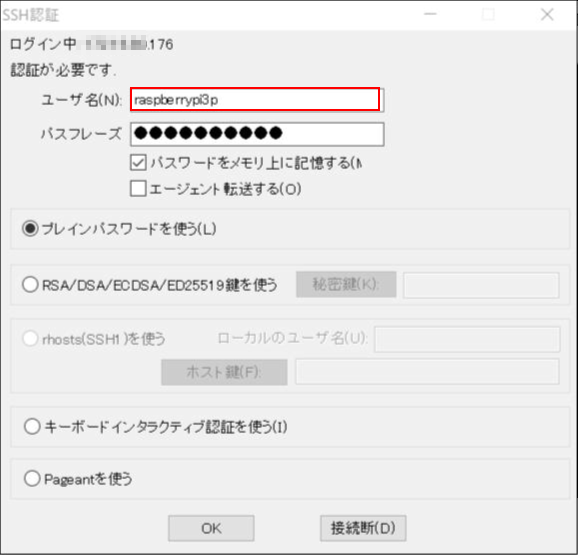 SSH認証
ログイン中: .176
認証が必要です.
ユーザ名(N): raspberrypi3p
パスフレーズ ●●●●●●●●●●
パスワードをメモリ上に記憶する(M
エージェント転送する(O)
プレインパスワードを使う(L)
RSA/DSA/ECDSA/ED25519鍵を使う 秘密鍵(K):
rhosts(SSH1)を使う ローカルのユーザ名(U):
ホスト鍵(F):
キーボードインタラクティブ認証を使う(I)
Pageantを使う
OK 接続断(D)